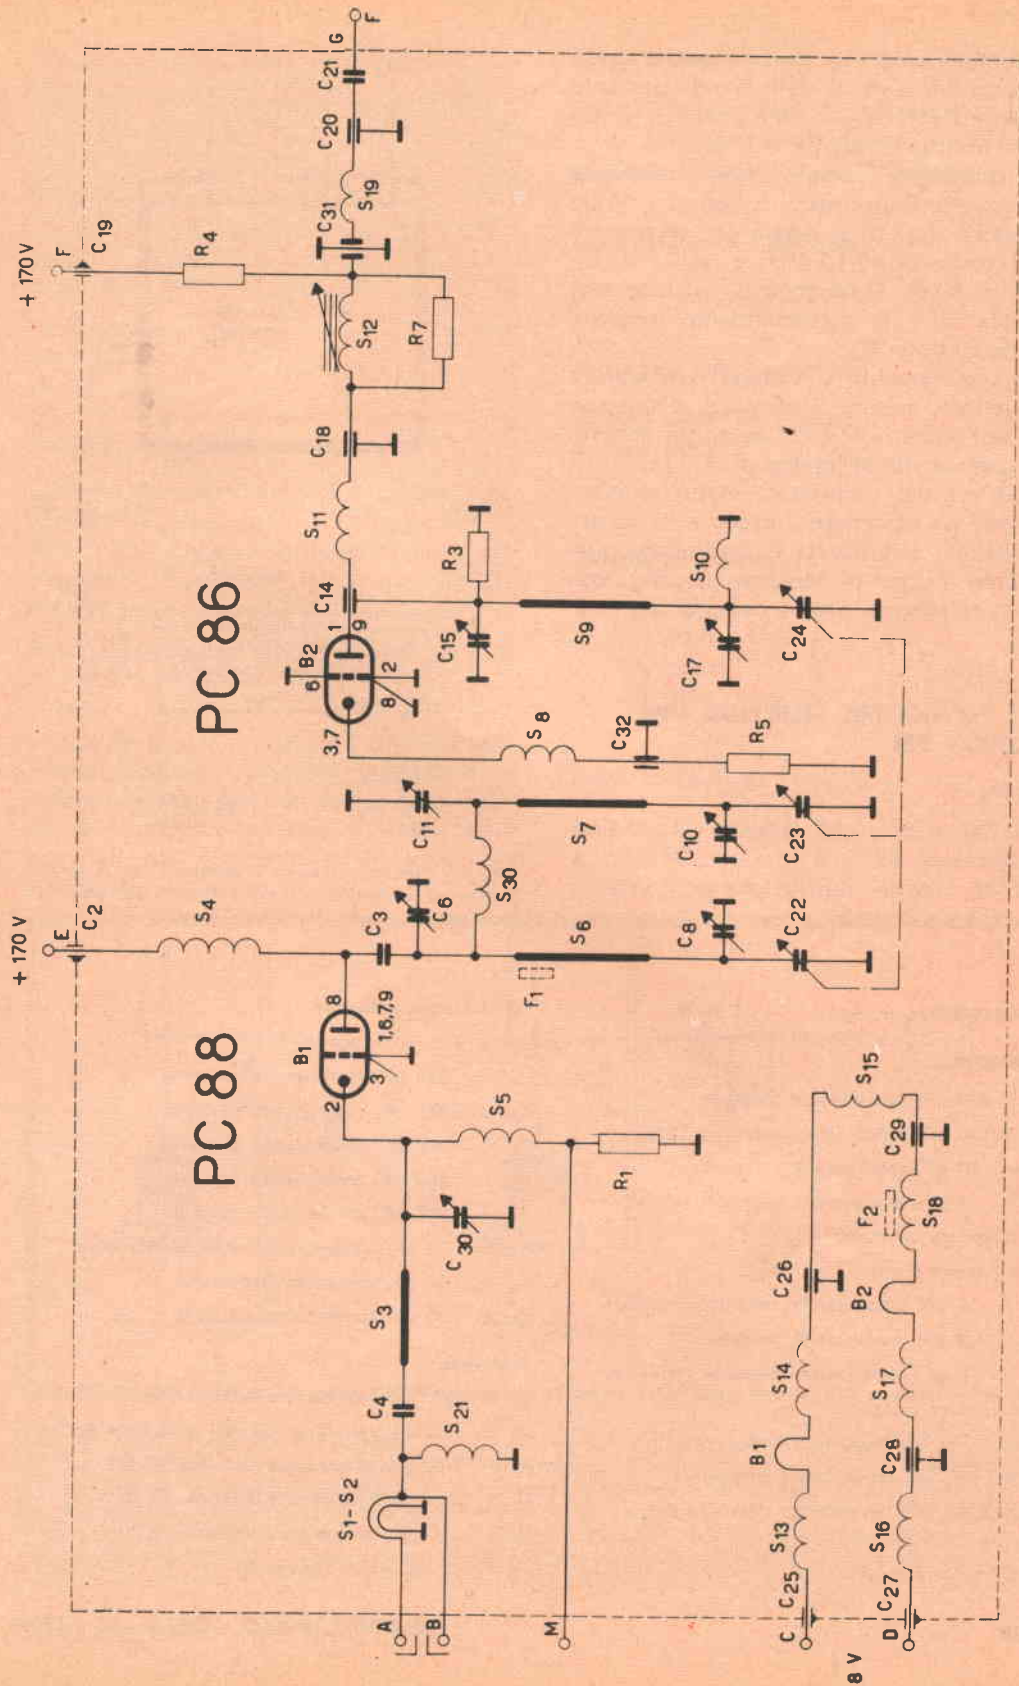 + 170 V
+ 170 V
E
C2
F
C19
PC 88
PC 86
S4
R4
C31
S19
C20
C21
G
F
B1
2
3
8
1,6,7,9
C3
C6
B2
6
3,7
1
9
2
8
C14
S11
C18
S12
R7
A
B
S1-S2
S21
C4
S3
C30
S5
R1
M
F1
S6
S30
C11
S7
S8
C32
R5
C15
R3
S9
S10
C17
C24
C8
C22
C10
C23
8 V
C
C25
S13
B1
S14
C26
S15
D
C27
S16
C28
S17
B2
F2
S18
C29